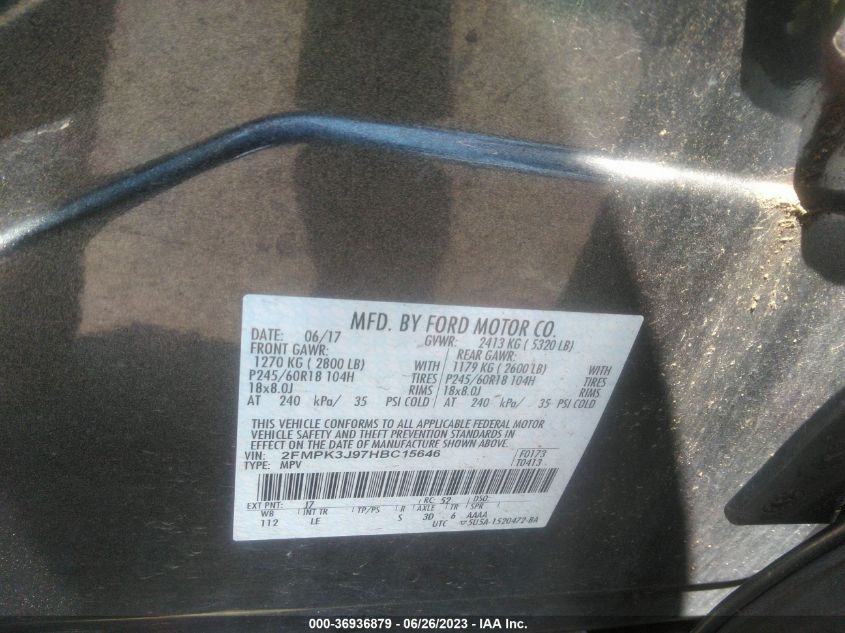 MFD. BY FORD MOTOR CO.
DATE: 06/17 GVWR: 2413 KG ( 5320 LB)
FRONT GAWR: REAR GAWR:
1270 KG ( 2800 LB) WITH 1179 KG ( 2600 LB) WITH
P245/60R18 104H TIRES P245/60R18 104H TIRES
18x8.0J RIMS 18x8.0J RIMS
AT 240 kPa/ 35 PSI COLD AT 240 kPa/ 35 PSI COLD
THIS VEHICLE CONFORMS TO ALL APPLICABLE FEDERAL MOTOR
VEHICLE SAFETY AND THEFT PREVENTION STANDARDS IN
EFFECT ON THE DATE OF MANUFACTURE SHOWN ABOVE.
VIN: 2FMPK3J97HBC15646 F0173
TYPE: MPV T0413
EXT PNT: J7 RC: 52 DSO:
WB INT TR TP/PS R AXLE TR SPR
112 LE S 3D 6 AAAA
UTC 5U5A-1520472-BA
000-36936879 / 06/26/2023 - IAA Inc.